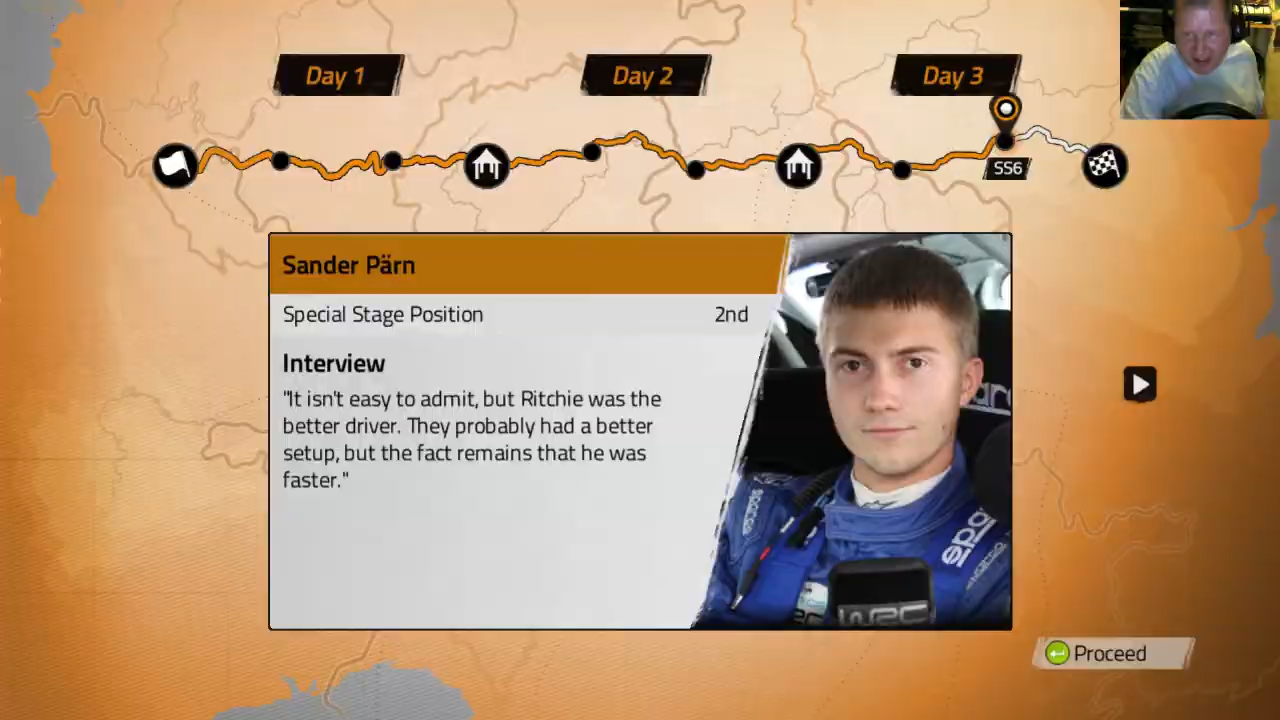 Day 1
Day 2
Day 3
SS6
Sander Pärn
Special Stage Position 2nd
Interview
"It isn't easy to admit, but Ritchie was the
better driver. They probably had a better
setup, but the fact remains that he was
faster."
sparco
WRC
Proceed